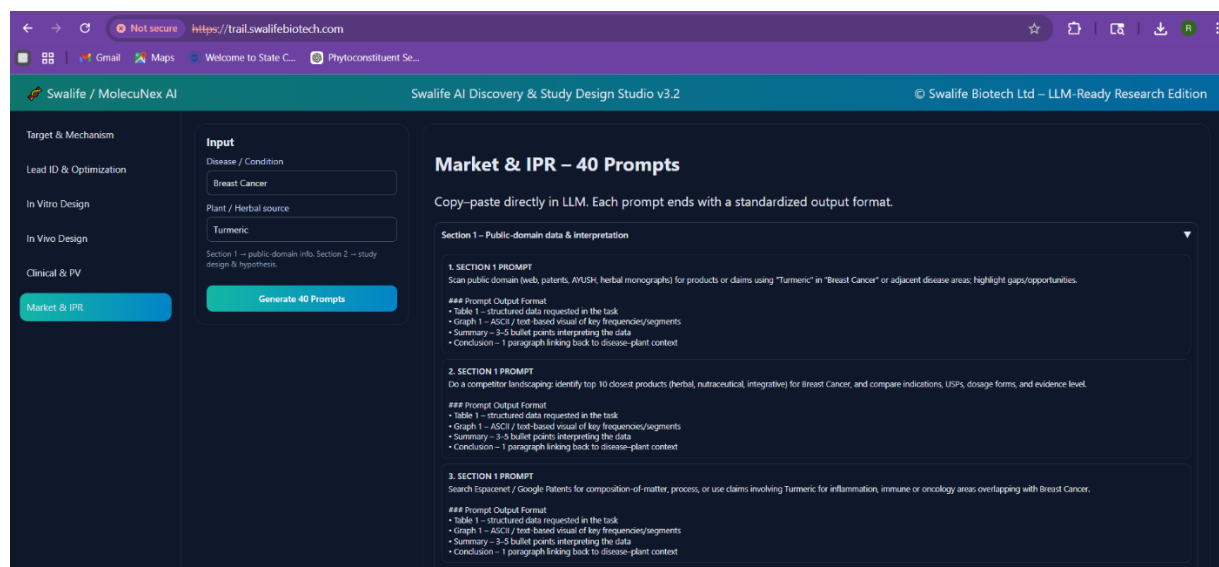 Not secure https://trail.swalifebiotech.com
R
Gmail Maps Welcome to State C... Phytoconstituent Se...
Swalife / MolecuNex AI
Swalife AI Discovery & Study Design Studio v3.2
© Swalife Biotech Ltd – LLM-Ready Research Edition
Target & Mechanism
Lead ID & Optimization
In Vitro Design
In Vivo Design
Clinical & PV
Market & IPR
Input
Disease / Condition
Breast Cancer
Plant / Herbal source
Turmeric
Section 1 → public-domain info. Section 2 → study
design & hypothesis.
Generate 40 Prompts
Market & IPR – 40 Prompts
Copy–paste directly in LLM. Each prompt ends with a standardized output format.
Section 1 – Public-domain data & interpretation ▼
1. SECTION 1 PROMPT
Scan public domain (web, patents, AYUSH, herbal monographs) for products or claims using "Turmeric" in "Breast Cancer" or adjacent disease areas; highlight gaps/opportunities.
### Prompt Output Format
• Table 1 – structured data requested in the task
• Graph 1 – ASCII / text-based visual of key frequencies/segments
• Summary – 3–5 bullet points interpreting the data
• Conclusion – 1 paragraph linking back to disease–plant context
2. SECTION 1 PROMPT
Do a competitor landscaping: identify top 10 closest products (herbal, nutraceutical, integrative) for Breast Cancer, and compare indications, USPs, dosage forms, and evidence level.
### Prompt Output Format
• Table 1 – structured data requested in the task
• Graph 1 – ASCII / text-based visual of key frequencies/segments
• Summary – 3–5 bullet points interpreting the data
• Conclusion – 1 paragraph linking back to disease–plant context
3. SECTION 1 PROMPT
Search Espacenet / Google Patents for composition-of-matter, process, or use claims involving Turmeric for inflammation, immune or oncology areas overlapping with Breast Cancer.
### Prompt Output Format
• Table 1 – structured data requested in the task
• Graph 1 – ASCII / text-based visual of key frequencies/segments
• Summary – 3–5 bullet points interpreting the data
• Conclusion – 1 paragraph linking back to disease–plant context